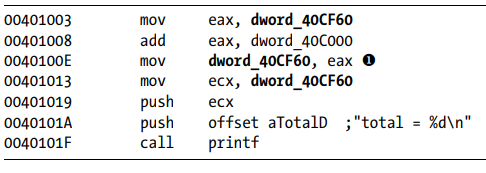 00401003 mov eax, dword_40CF60
00401008 add eax, dword_40C000
0040100E mov dword_40CF60, eax ❶
00401013 mov ecx, dword_40CF60
00401019 push ecx
0040101A push offset aTotalD ;"total = %d\n"
0040101F call printf